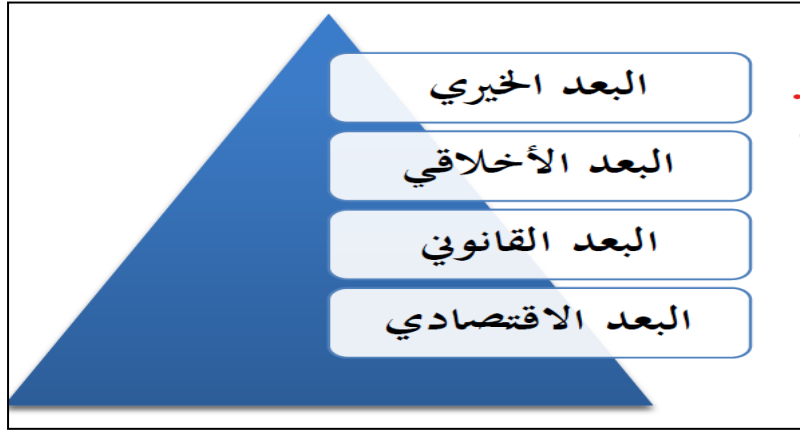 البعد الخيري
البعد الأخلاقي
البعد القانوني
البعد الاقتصادي